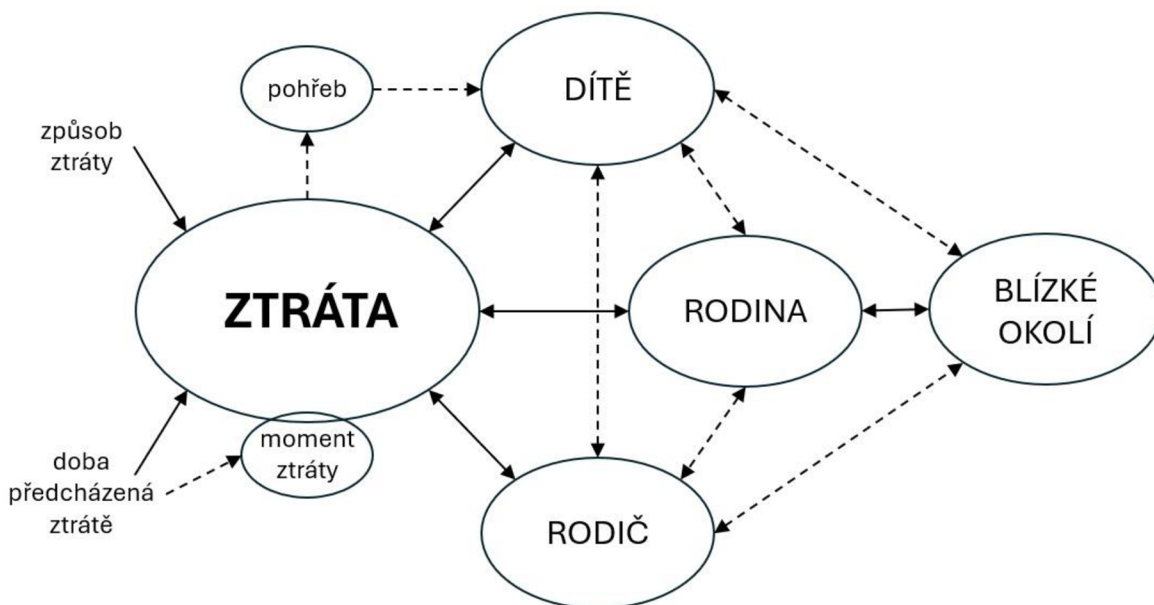 pohřeb
DÍTĚ
způsob
ztráty
ZTRÁTA
RODINA
BLÍZKÉ
OKOLÍ
moment
ztráty
doba
předcházená
ztrátě
RODIČ